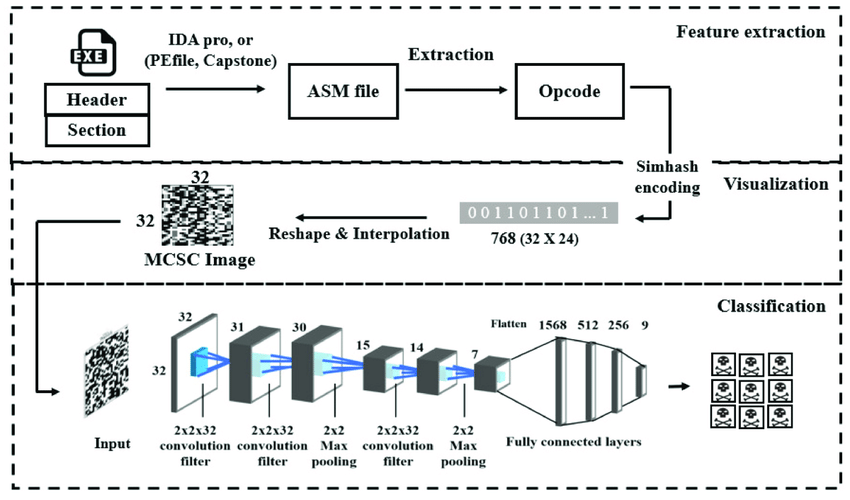 Feature extraction
EXE
Header
Section
IDA pro, or
(PEfile, Capstone)
ASM file
Extraction
Opcode
Simhash
encoding
Visualization
0 0 1 1 0 1 1 0 1 ... 1
768 (32 X 24)
Reshape & Interpolation
32
32
MCSC Image
Classification
Input
32
32
31
30
15
14
7
Flatten
1568
512
256
9
2x2x32
convolution
filter
2x2x32
convolution
filter
2x2
Max
pooling
2x2x32
convolution
filter
2x2
Max
pooling
Fully connected layers